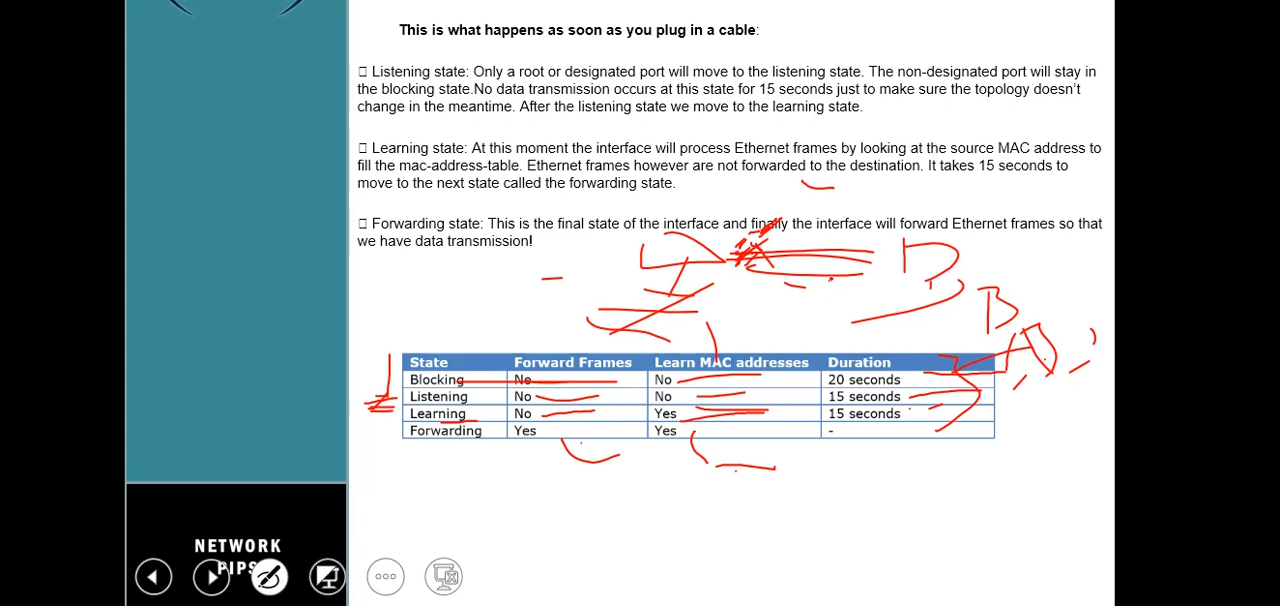 This is what happens as soon as you plug in a cable:
Listening state: Only a root or designated port will move to the listening state. The non-designated port will stay in
the blocking state.No data transmission occurs at this state for 15 seconds just to make sure the topology doesn't
change in the meantime. After the listening state we move to the learning state.
Learning state: At this moment the interface will process Ethernet frames by looking at the source MAC address to
fill the mac-address-table. Ethernet frames however are not forwarded to the destination. It takes 15 seconds to
move to the next state called the forwarding state.
Forwarding state: This is the final state of the interface and finally the interface will forward Ethernet frames so that
we have data transmission!
D
B
State Forward Frames Learn MAC addresses Duration
Blocking No No 20 seconds
Listening No No 15 seconds
Learning No Yes 15 seconds
Forwarding Yes Yes -
NETWORK
PIPS